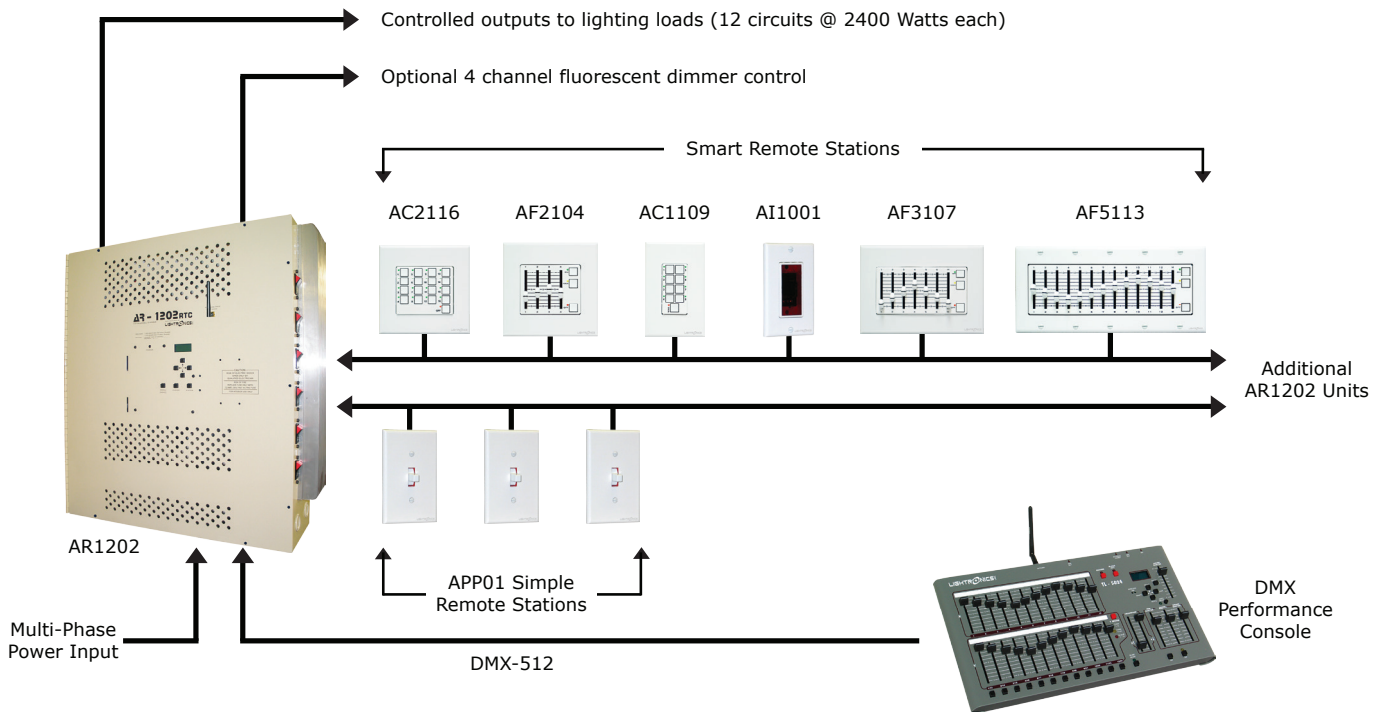 Controlled outputs to lighting loads (12 circuits @ 2400 Watts each)
Optional 4 channel fluorescent dimmer control
Smart Remote Stations
AC2116
AF2104
AC1109
AI1001
AF3107
AF5113
AR - 1202RTC
LIGHTRONICS!
Additional
AR1202 Units
AR1202
APP01 Simple
Remote Stations
Multi-Phase
Power Input
DMX-512
LIGHTRONICS!
DMX
Performance
Console